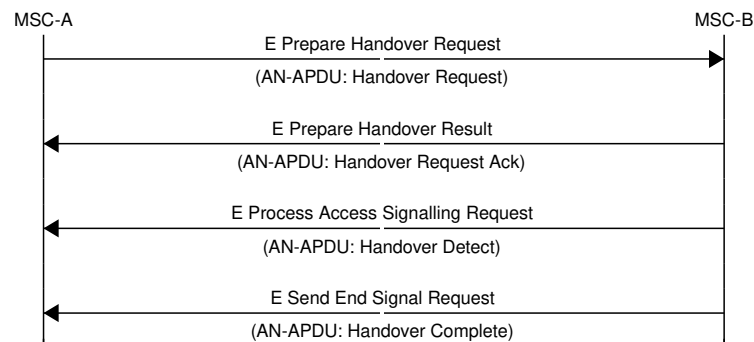 MSC-A MSC-B
E Prepare Handover Request
(AN-APDU: Handover Request)
E Prepare Handover Result
(AN-APDU: Handover Request Ack)
E Process Access Signalling Request
(AN-APDU: Handover Detect)
E Send End Signal Request
(AN-APDU: Handover Complete)